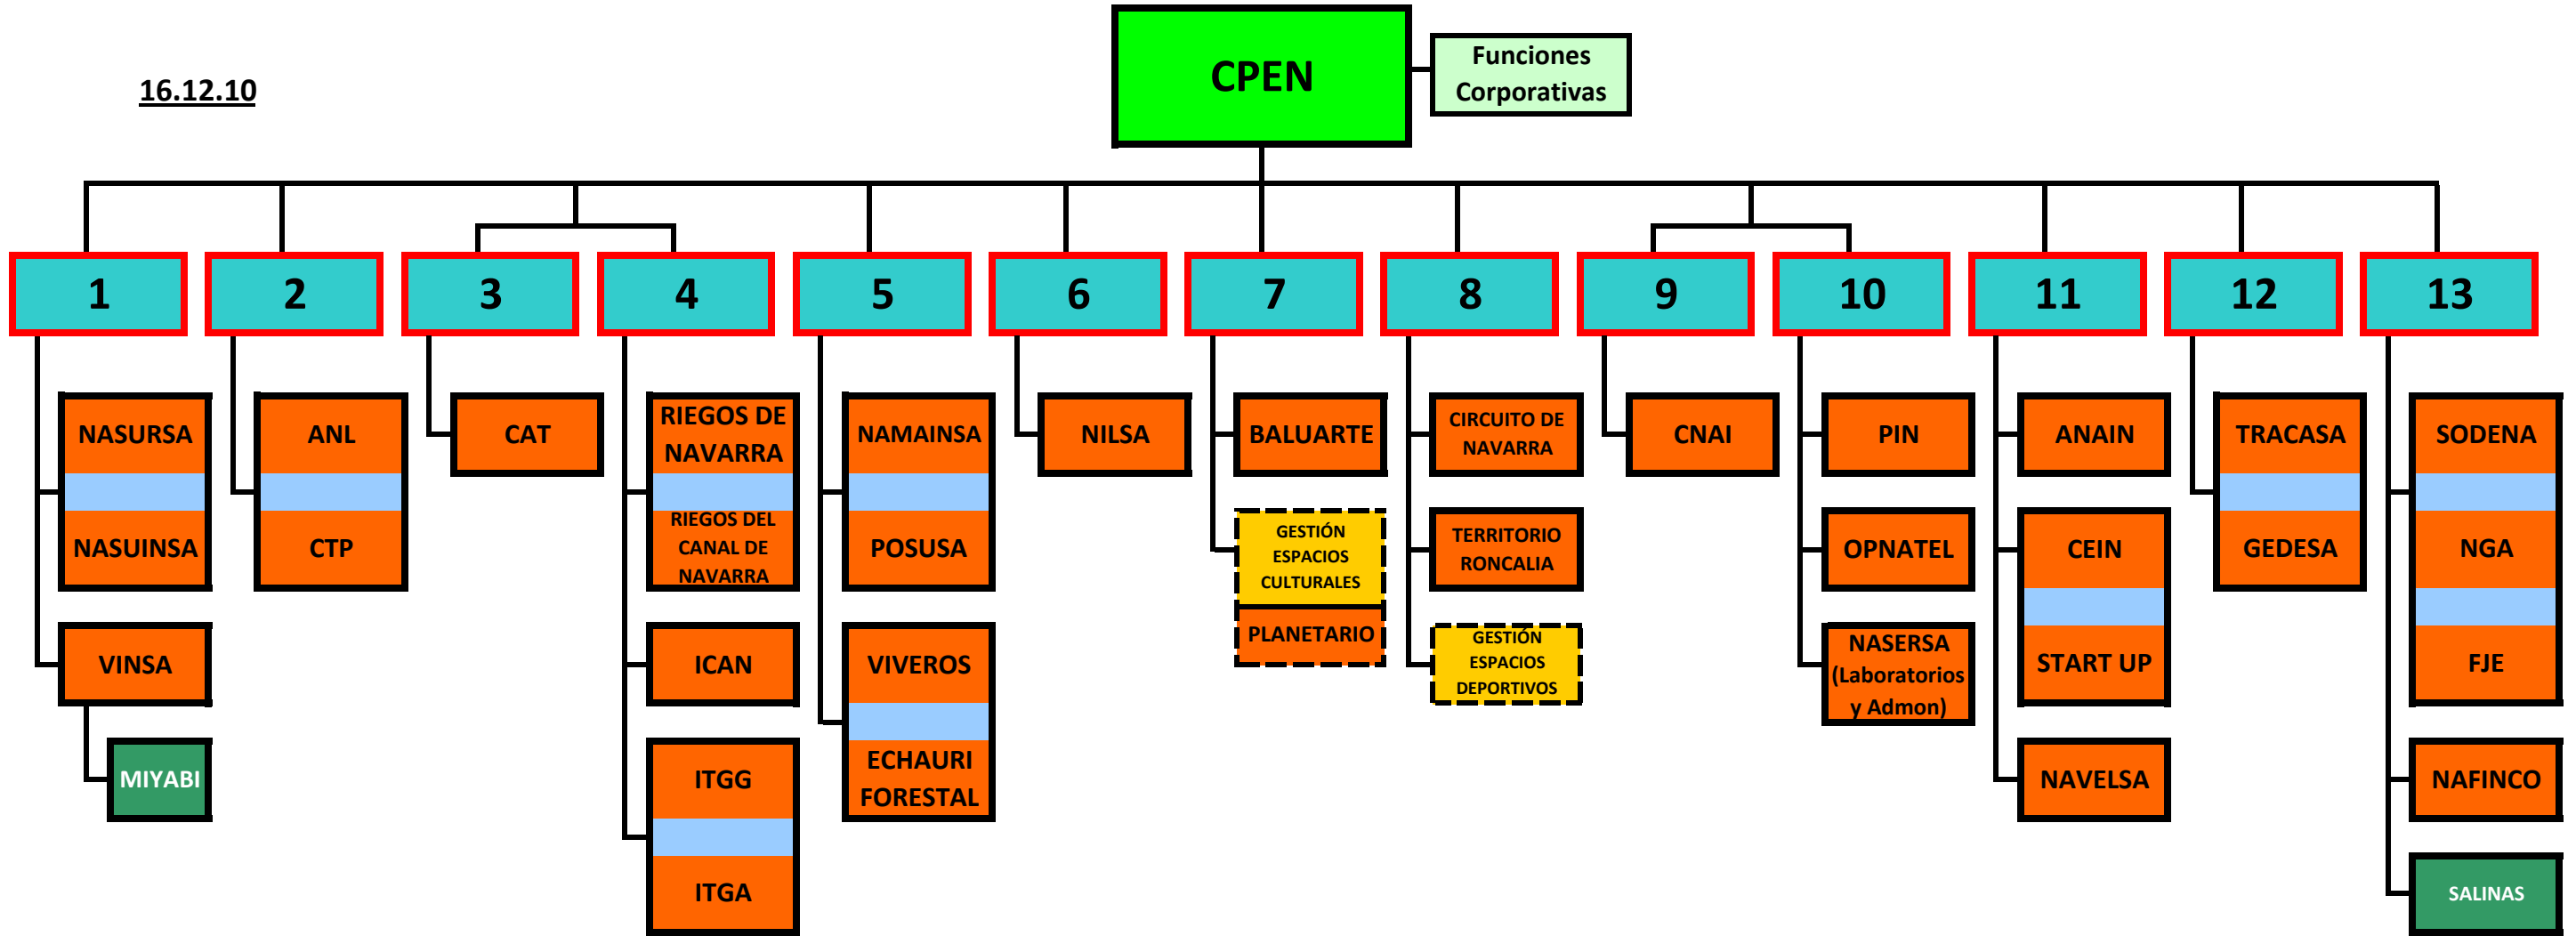 16.12.10
CPEN
Funciones
Corporativas
1
2
3
4
5
6
7
8
9
10
11
12
13
NASURSA
NASUINSA
VINSA
MIYABI
ANL
CTP
CAT
RIEGOS DE
NAVARRA
RIEGOS DEL
CANAL DE
NAVARRA
ICAN
ITGG
ITGA
NAMAINSA
POSUSA
VIVEROS
ECHAURI
FORESTAL
NILSA
BALUARTE
GESTIÓN
ESPACIOS
CULTURALES
PLANETARIO
CIRCUITO DE
NAVARRA
TERRITORIO
RONCALIA
GESTIÓN
ESPACIOS
DEPORTIVOS
CNAI
PIN
OPNATEL
NASERSA
(Laboratorios
y Admon)
ANAIN
CEIN
START UP
NAVELSA
TRACASA
GEDESA
SODENA
NGA
FJE
NAFINCO
SALINAS